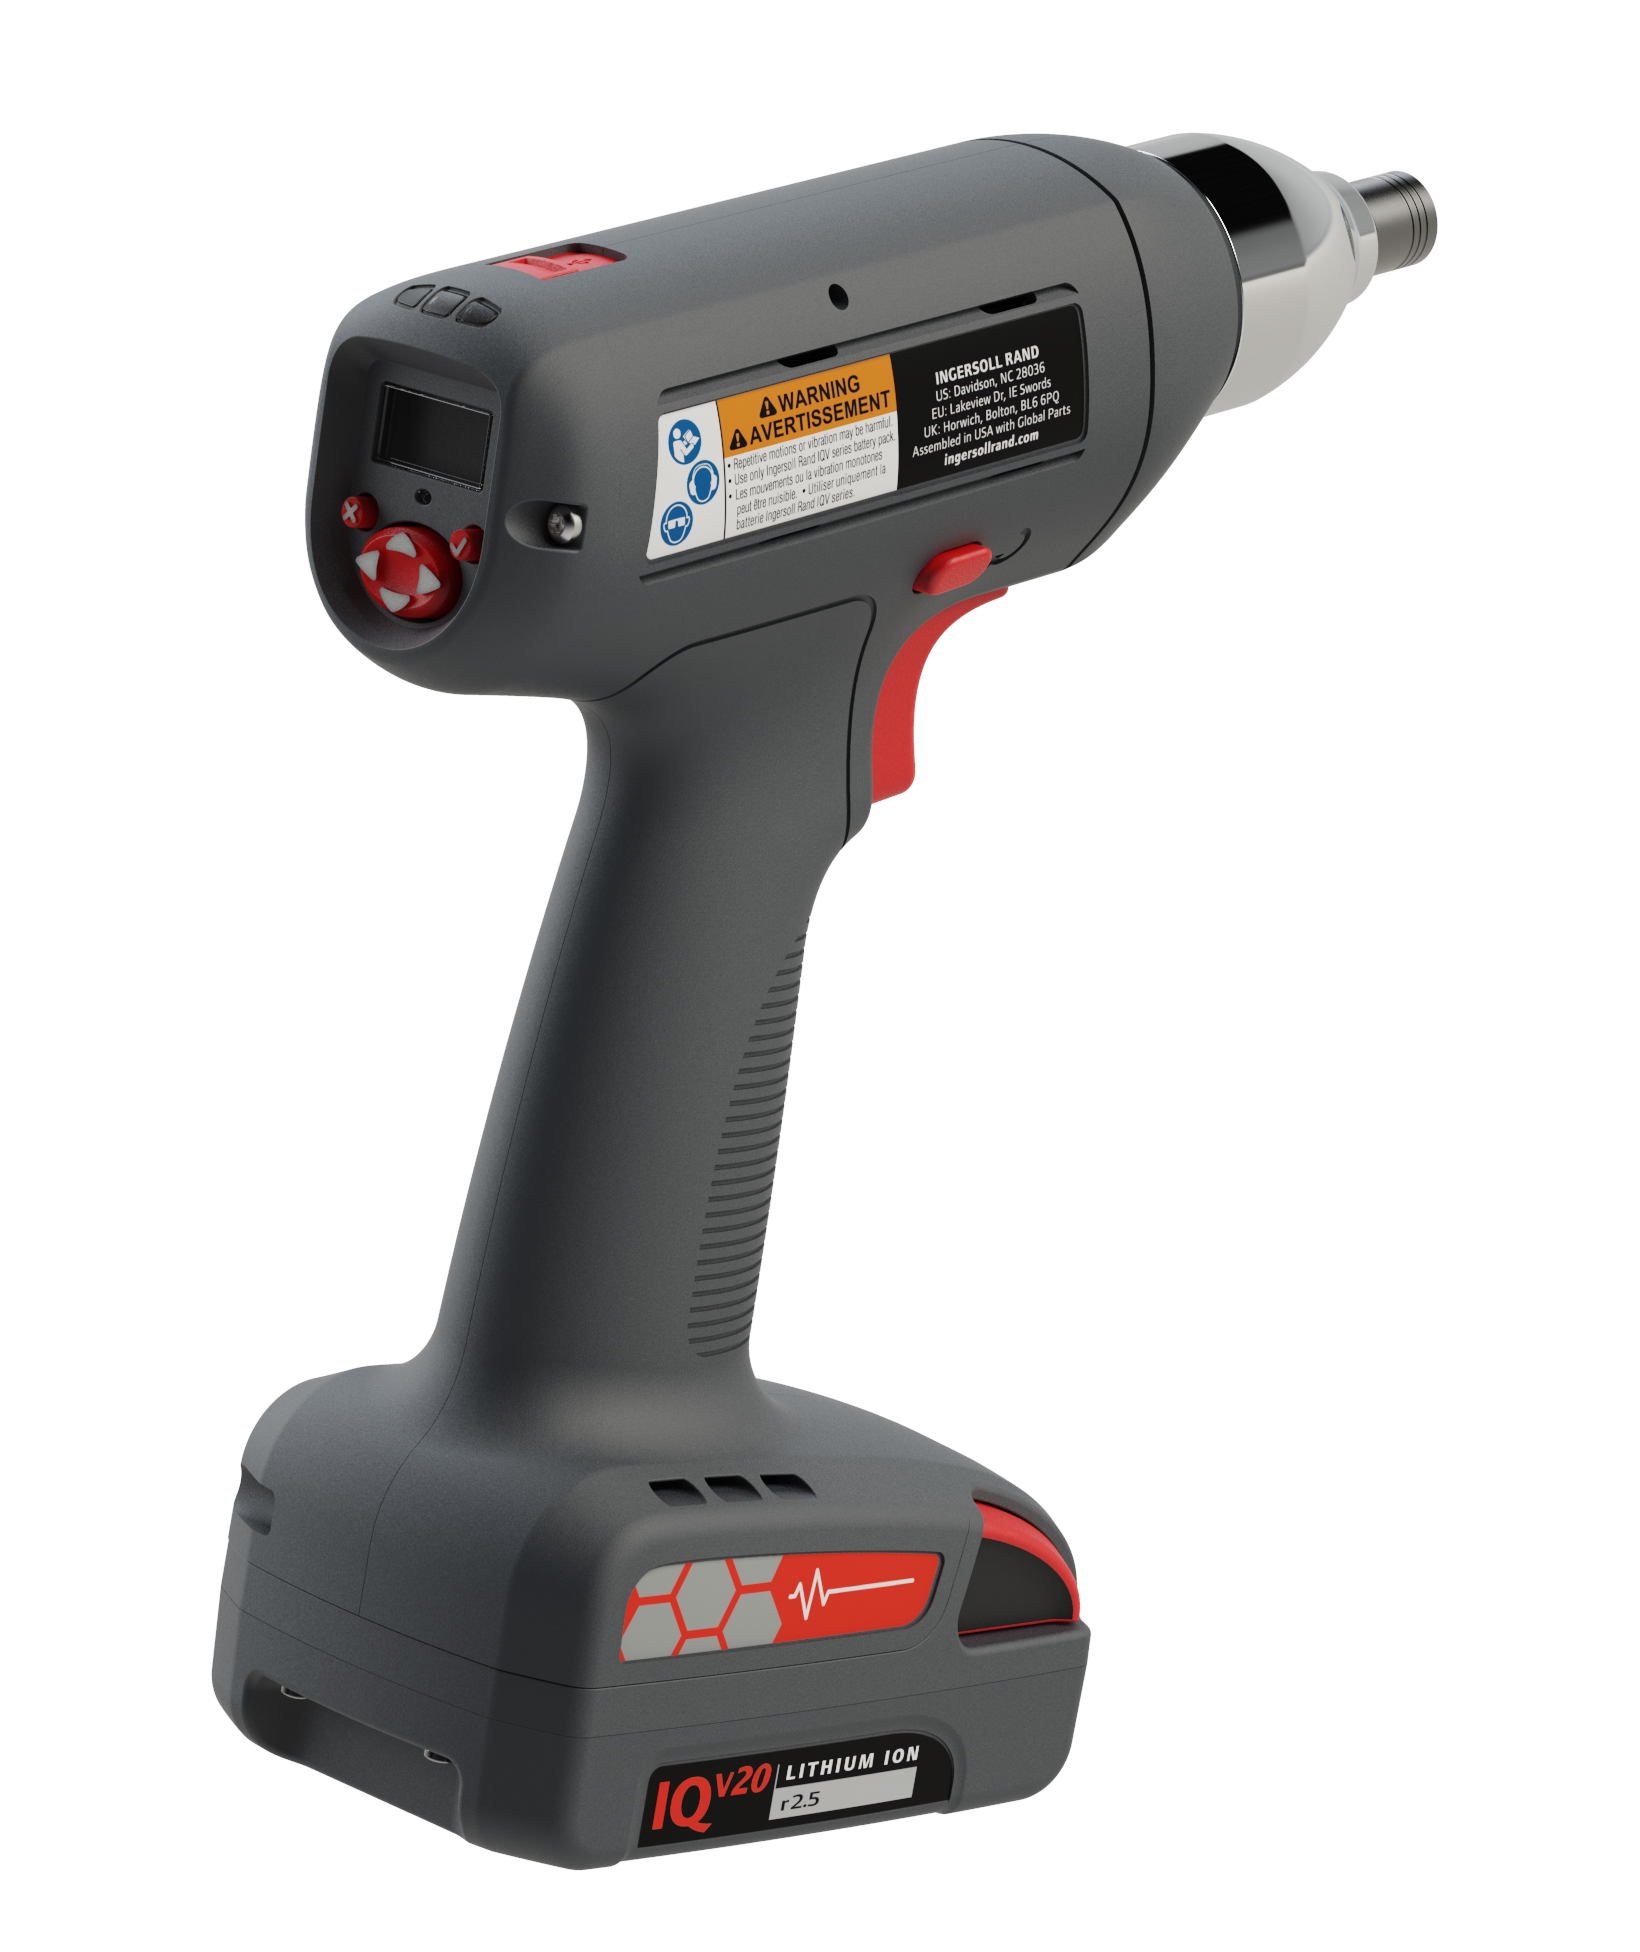 WARNING
AVERTISSEMENT
• Repetitive motions or vibration may be harmful.
• Use only Ingersoll Rand IQV series battery pack.
• Les mouvements ou la vibration monotones
peut être nuisible. • Utiliser uniquement la
batterie Ingersoll Rand IQV series.
INGERSOLL RAND
US: Davidson, NC 28036
EU: Lakeview Dr, IE Swords
UK: Horwich, Bolton, BL6 6PQ
Assembled in USA with Global Parts
ingersollrand.com
IQV20 LITHIUM ION
r2.5